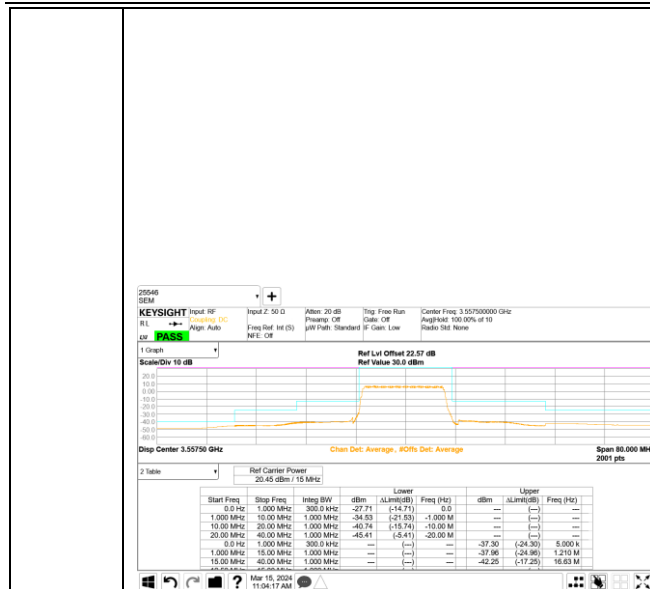 25546
SEM
+
KEYSIGHT Input: RF Input Z: 50 Ω Atten: 20 dB Trig: Free Run Center Freq: 3.557500000 GHz
R L Coupling: DC Preamp: Off Gate: Off Avg|Hold: 100.00% of 10
Align: Auto Freq Ref: Int (S) µW Path: Standard IF Gain: Low Radio Std: None
PASS NFE: Off
1 Graph
Scale/Div 10 dB
Ref Lvl Offset 22.57 dB
Ref Value 30.0 dBm
20.0
10.0
0.00
-10.0
-20.0
-30.0
-40.0
-50.0
-60.0
Disp Center 3.55750 GHz Chan Det: Average , #Offs Det: Average Span 80.000 MH
2001 pts
2 Table Ref Carrier Power
20.45 dBm / 15 MHz
Lower Upper
Start Freq Stop Freq Integ BW dBm ΔLimit(dB) Freq (Hz) dBm ΔLimit(dB) Freq (Hz)
0.0 Hz 1.000 MHz 300.0 kHz -27.71 (-14.71) 0.0 --- (---) ---
1.000 MHz 10.00 MHz 1.000 MHz -34.53 (-21.53) -1.000 M --- (---) ---
10.00 MHz 20.00 MHz 1.000 MHz -40.74 (-15.74) -10.00 M --- (---) ---
20.00 MHz 40.00 MHz 1.000 MHz -45.41 (-5.41) -20.00 M --- (---) ---
0.0 Hz 1.000 MHz 300.0 kHz --- (---) --- -37.30 (-24.30) 5.000 k
1.000 MHz 15.00 MHz 1.000 MHz --- (---) --- -37.96 (-24.96) 1.210 M
15.00 MHz 40.00 MHz 1.000 MHz --- (---) --- -42.25 (-17.25) 16.63 M
? Mar 15, 2024
11:04:17 AM